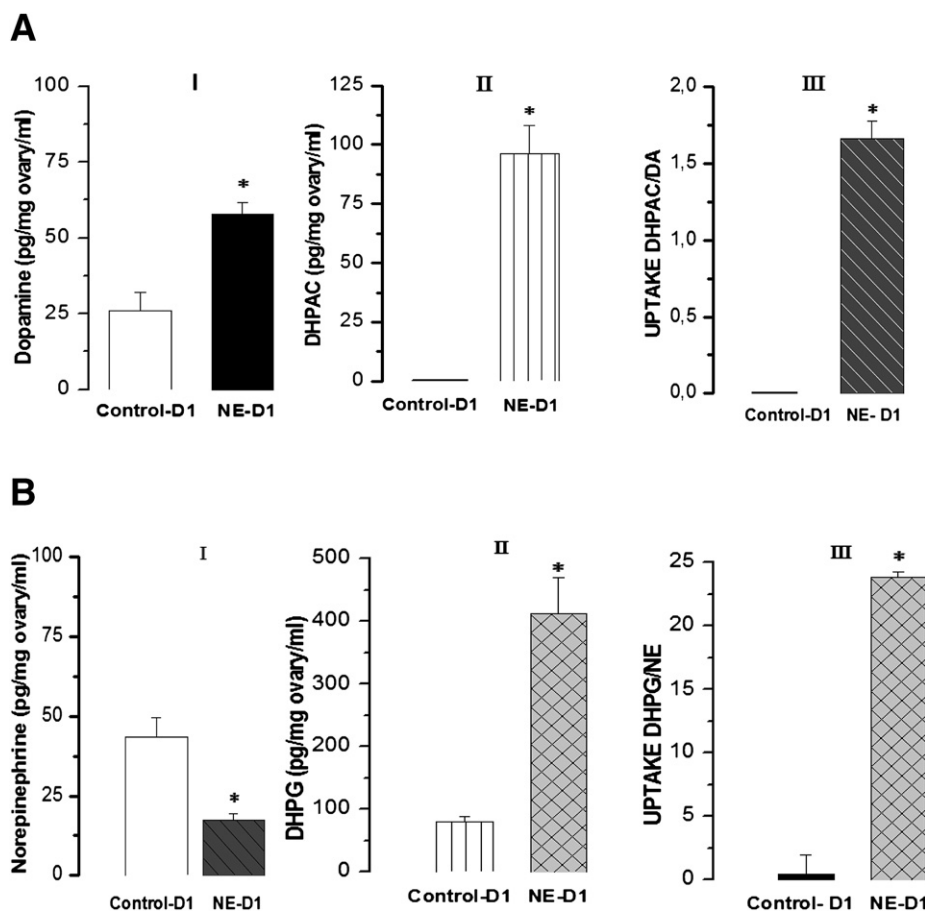 A
I
Dopamine (pg/mg ovary/ml)
100
75
50
25
0
*
Control-D1 NE-D1
II
DHPAC (pg/mg ovary/ml)
125
100
75
50
25
0
*
Control-D1 NE-D1
III
UPTAKE DHPAC/DA
2,0
1,5
1,0
0,5
0,0
*
Control-D1 NE- D1
B
I
Norepinephrine (pg/mg ovary/ml)
100
75
50
25
0
*
Control-D1 NE-D1
II
DHPG (pg/mg ovary/ml)
500
400
300
200
100
0
*
Control-D1 NE-D1
III
UPTAKE DHPG/NE
25
20
15
10
5
0
*
Control- D1 NE-D1